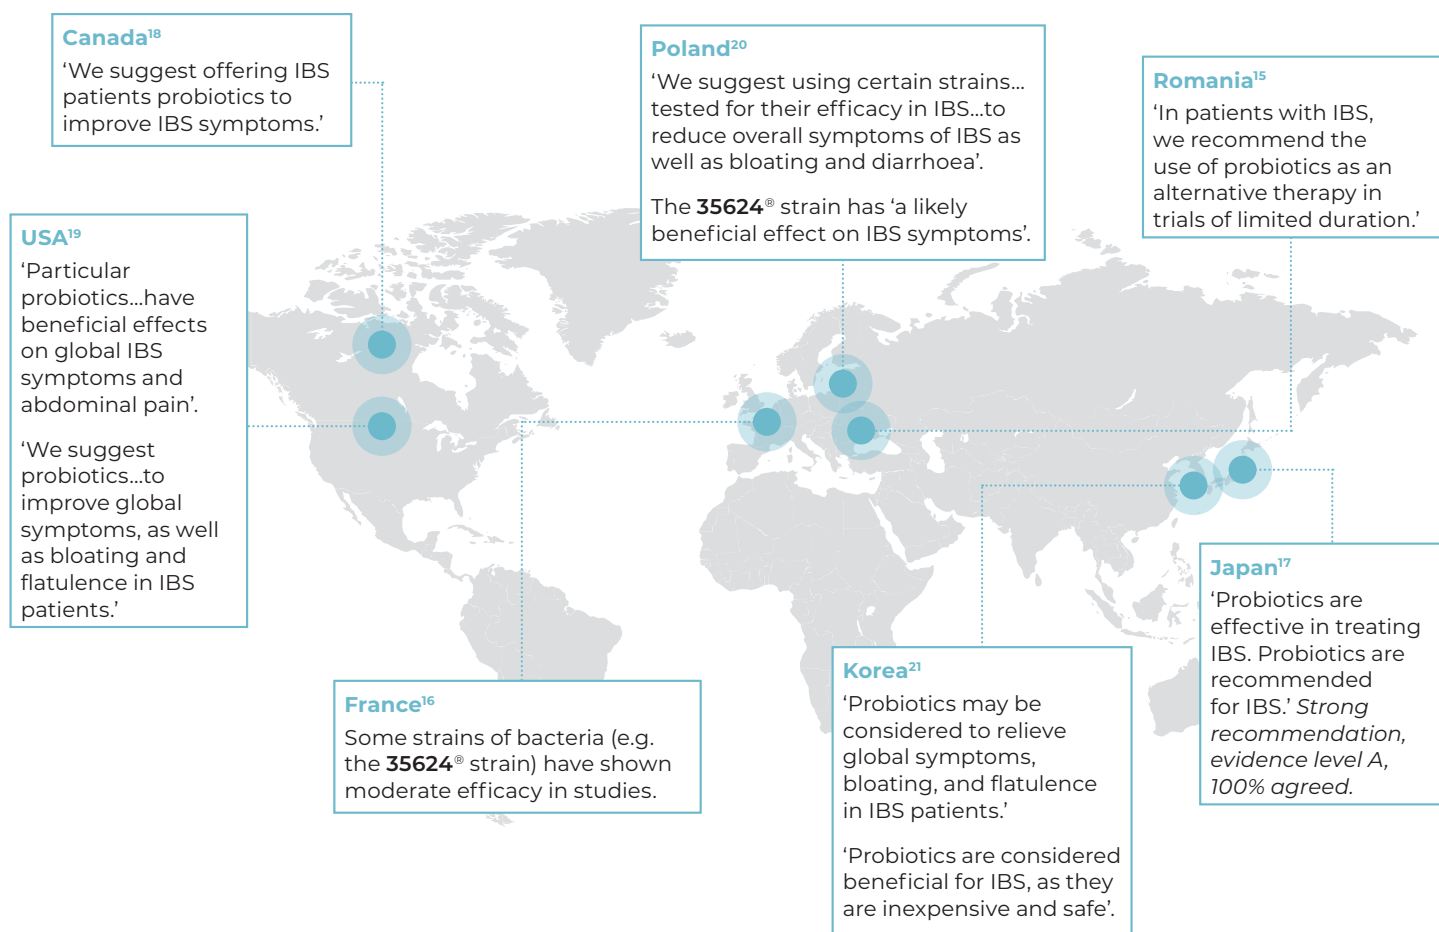 Canada¹⁸
‘We suggest offering IBS
patients probiotics to
improve IBS symptoms.’
Poland²⁰
‘We suggest using certain strains...
tested for their efficacy in IBS...to
reduce overall symptoms of IBS as
well as bloating and diarrhoea’.
The 35624® strain has ‘a likely
beneficial effect on IBS symptoms’.
Romania¹⁵
‘In patients with IBS,
we recommend the
use of probiotics as an
alternative therapy in
trials of limited duration.’
USA¹⁹
‘Particular
probiotics...have
beneficial effects
on global IBS
symptoms and
abdominal pain’.
‘We suggest
probiotics...to
improve global
symptoms, as well
as bloating and
flatulence in IBS
patients.’
France¹⁶
Some strains of bacteria (e.g.
the 35624® strain) have shown
moderate efficacy in studies.
Korea²¹
‘Probiotics may be
considered to relieve
global symptoms,
bloating, and flatulence
in IBS patients.’
‘Probiotics are considered
beneficial for IBS, as they
are inexpensive and safe’.
Japan¹⁷
‘Probiotics are
effective in treating
IBS. Probiotics are
recommended
for IBS.’ Strong
recommendation,
evidence level A,
100% agreed.